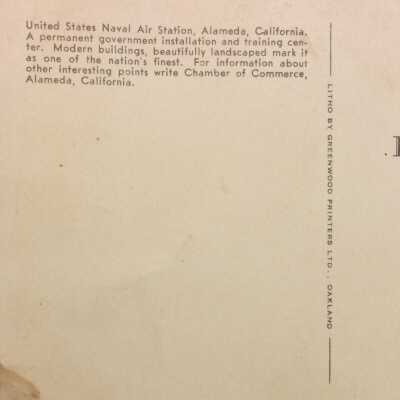 United States Naval Air Station, Alameda, California.
A permanent government installation and training cen-
ter. Modern buildings, beautifully landscaped mark it
as one of the nation's finest. For information about
other interesting points write Chamber of Commerce,
Alameda, California.
LITHO BY GREENWOOD PRINTERS LTD., OAKLAND